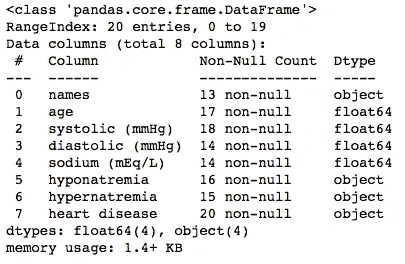 <class 'pandas.core.frame.DataFrame'>
RangeIndex: 20 entries, 0 to 19
Data columns (total 8 columns):
 #   Column            Non-Null Count  Dtype
---  ------            --------------  -----
 0   names             13 non-null     object
 1   age               17 non-null     float64
 2   systolic (mmHg)   18 non-null     float64
 3   diastolic (mmHg)  14 non-null     float64
 4   sodium (mEq/L)    14 non-null     float64
 5   hyponatremia      16 non-null     object
 6   hypernatremia     15 non-null     object
 7   heart disease     20 non-null     object
dtypes: float64(4), object(4)
memory usage: 1.4+ KB